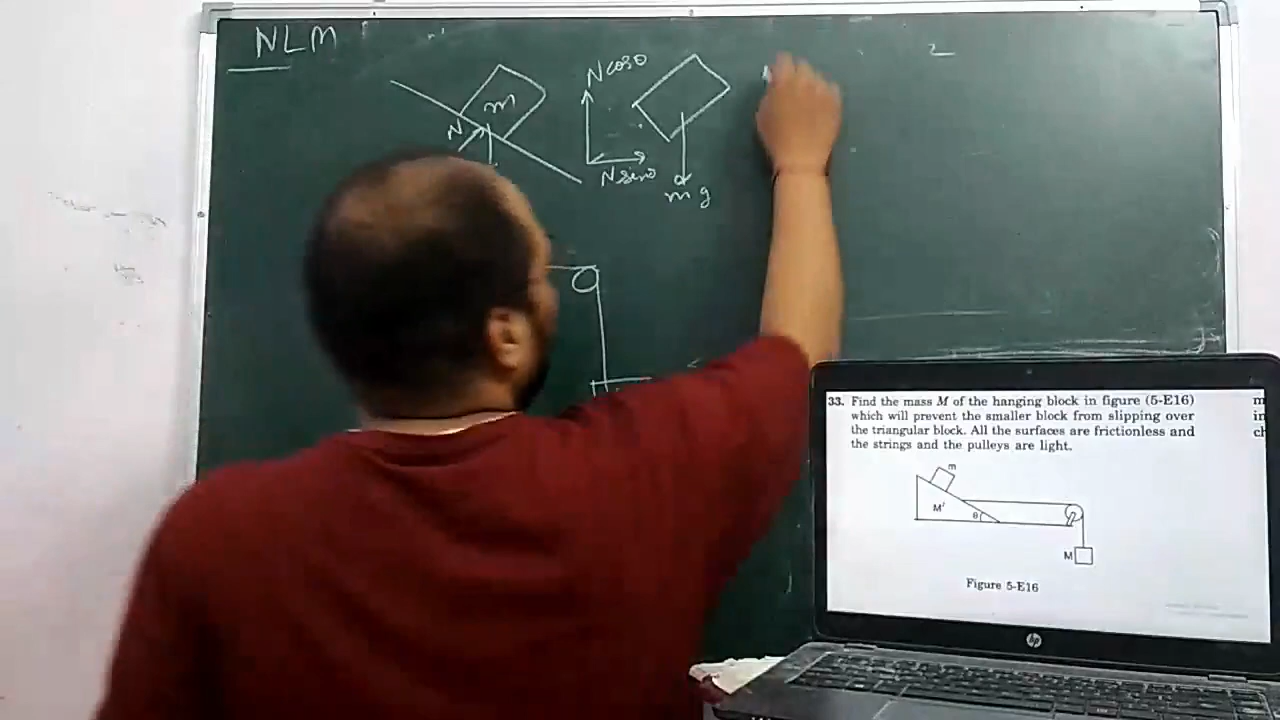 NLM
m
N
N cosθ
N sinθ
mg
33. Find the mass M of the hanging block in figure (5-E16)
which will prevent the smaller block from slipping over
the triangular block. All the surfaces are frictionless and
the strings and the pulleys are light.
m
M'
θ
M
Figure 5-E16
hp